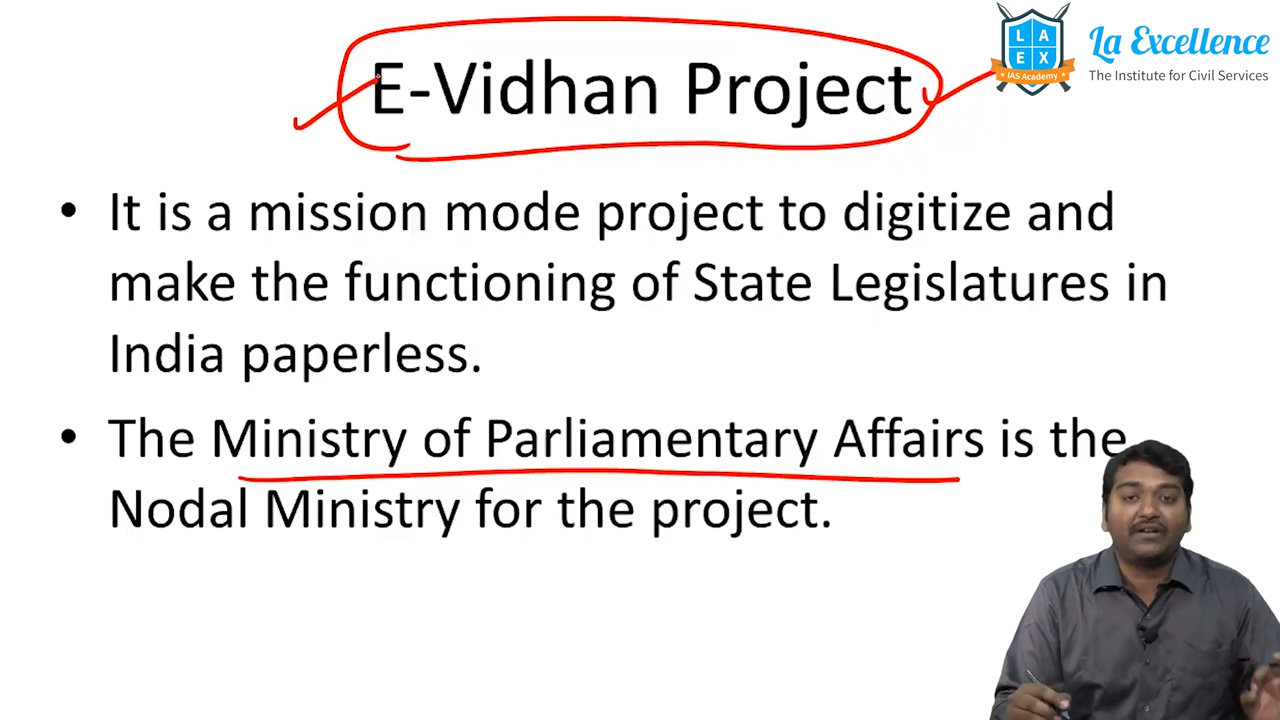 E-Vidhan Project
L A
E X
IAS Academy
La Excellence
The Institute for Civil Services
• It is a mission mode project to digitize and
make the functioning of State Legislatures in
India paperless.
• The Ministry of Parliamentary Affairs is the
Nodal Ministry for the project.